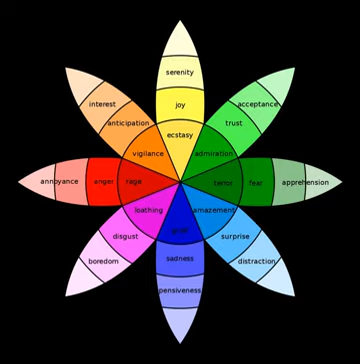 serenity
interest
acceptance
joy
anticipation
trust
ecstasy
vigilance
admiration
annoyance
anger
rage
terror
fear
apprehension
loathing
amazement
grief
disgust
surprise
sadness
boredom
distraction
pensiveness